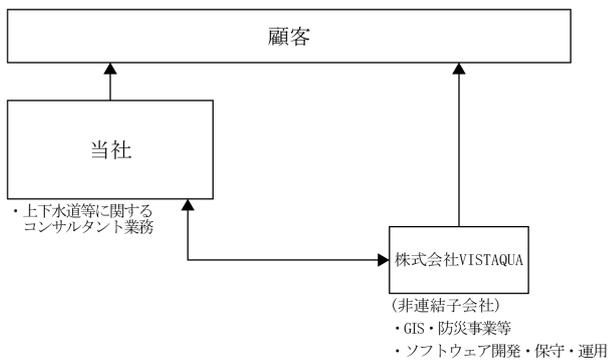 顧客
当社
・上下水道等に関する
コンサルタント業務
株式会社VISTAQUA
(非連結子会社)
・GIS・防災事業等
・ソフトウェア開発・保守・運用